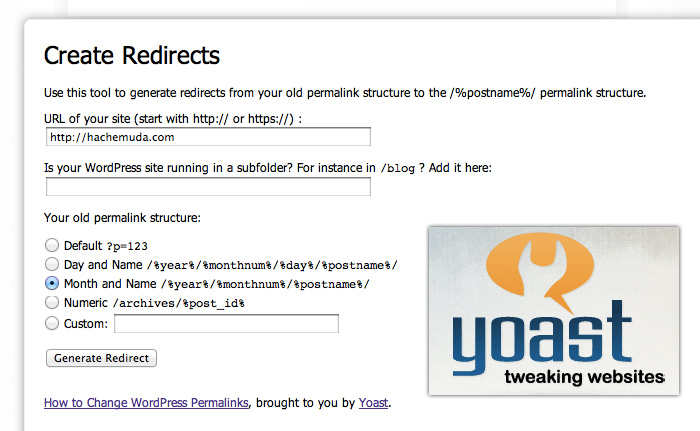 Create Redirects
Use this tool to generate redirects from your old permalink structure to the /%postname%/ permalink structure.
URL of your site (start with http:// or https://) :
http://hachemuda.com
Is your WordPress site running in a subfolder? For instance in /blog ? Add it here:
Your old permalink structure:
Default ?p=123
Day and Name /%year%/%monthnum%/%day%/%postname%/
Month and Name /%year%/%monthnum%/%postname%/
Numeric /archives/%post_id%
Custom:
Generate Redirect
yoast
tweaking websites
How to Change WordPress Permalinks, brought to you by Yoast.